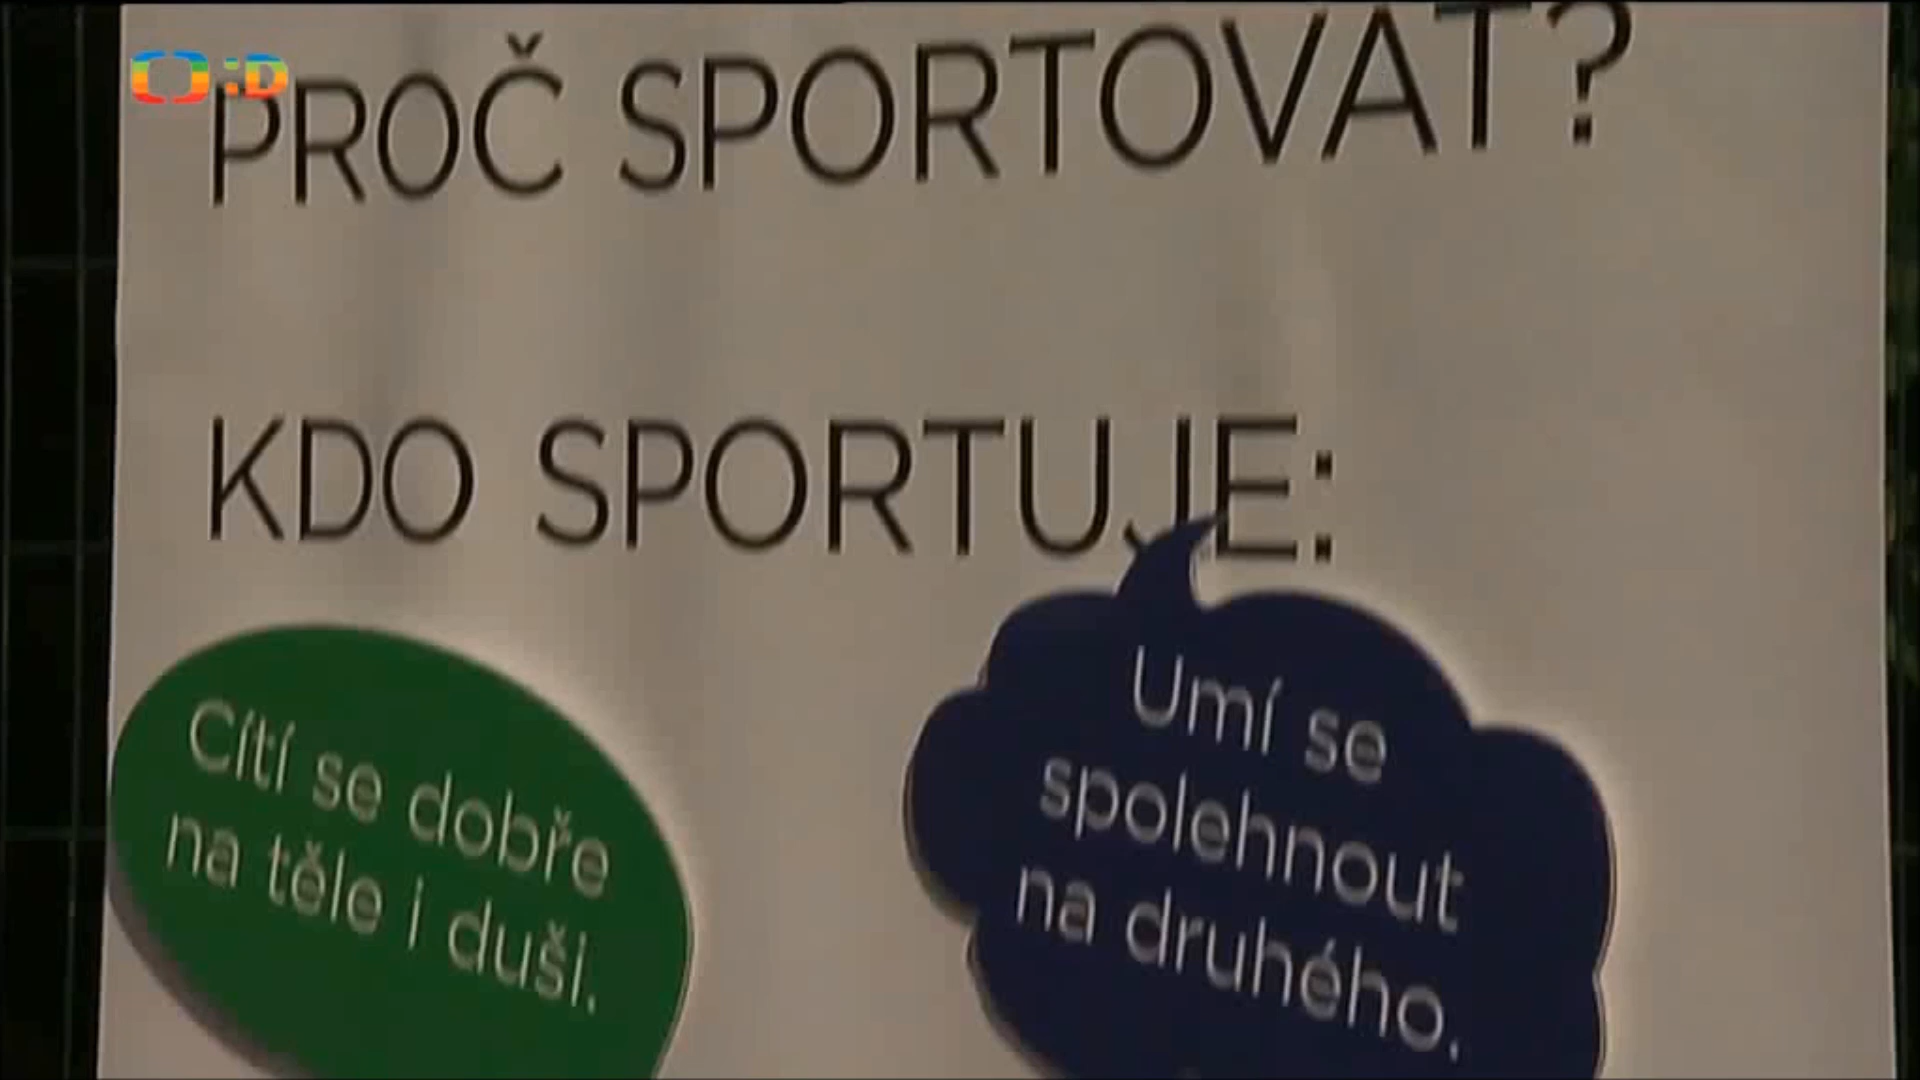 :D
PROČ SPORTOVAT?
KDO SPORTUJE:
Cítí se dobře
na těle i duši.
Umí se
spolehnout
na druhého.